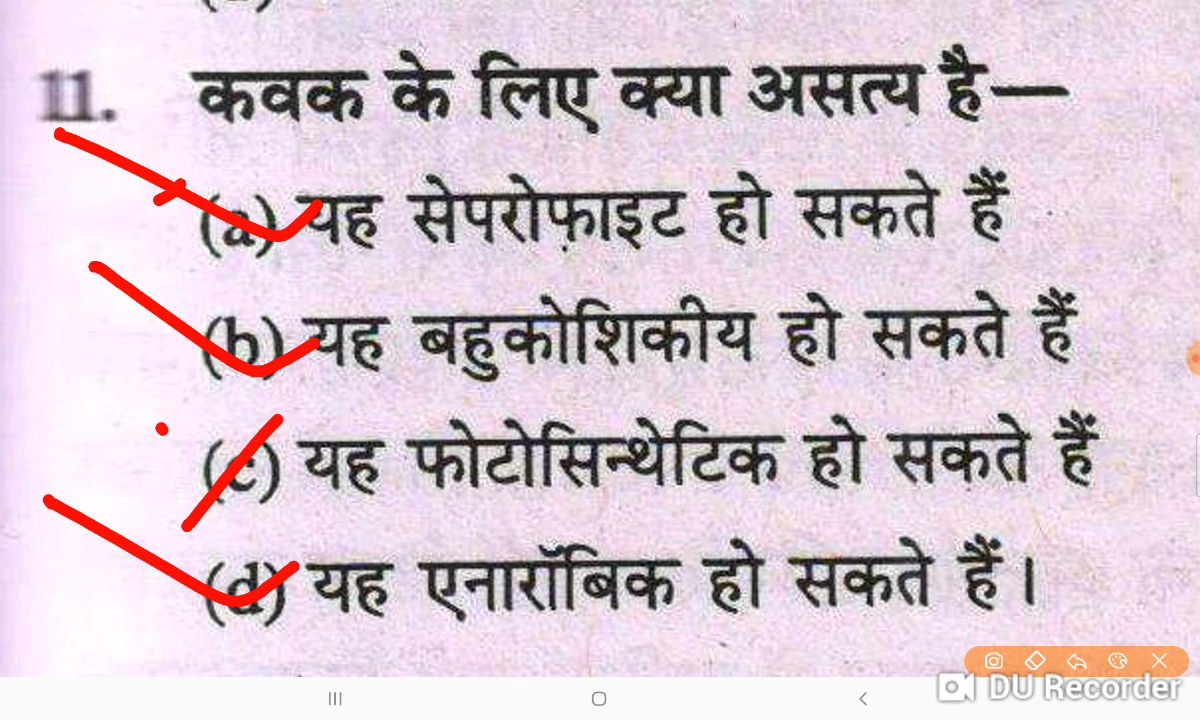 11. कवक के लिए क्या असत्य है—
(a) यह सेपरोफ़ाइट हो सकते हैं
(b) यह बहुकोशिकीय हो सकते हैं
(c) यह फोटोसिन्थेटिक हो सकते हैं
(d) यह एनारॉबिक हो सकते हैं।
DU Recorder